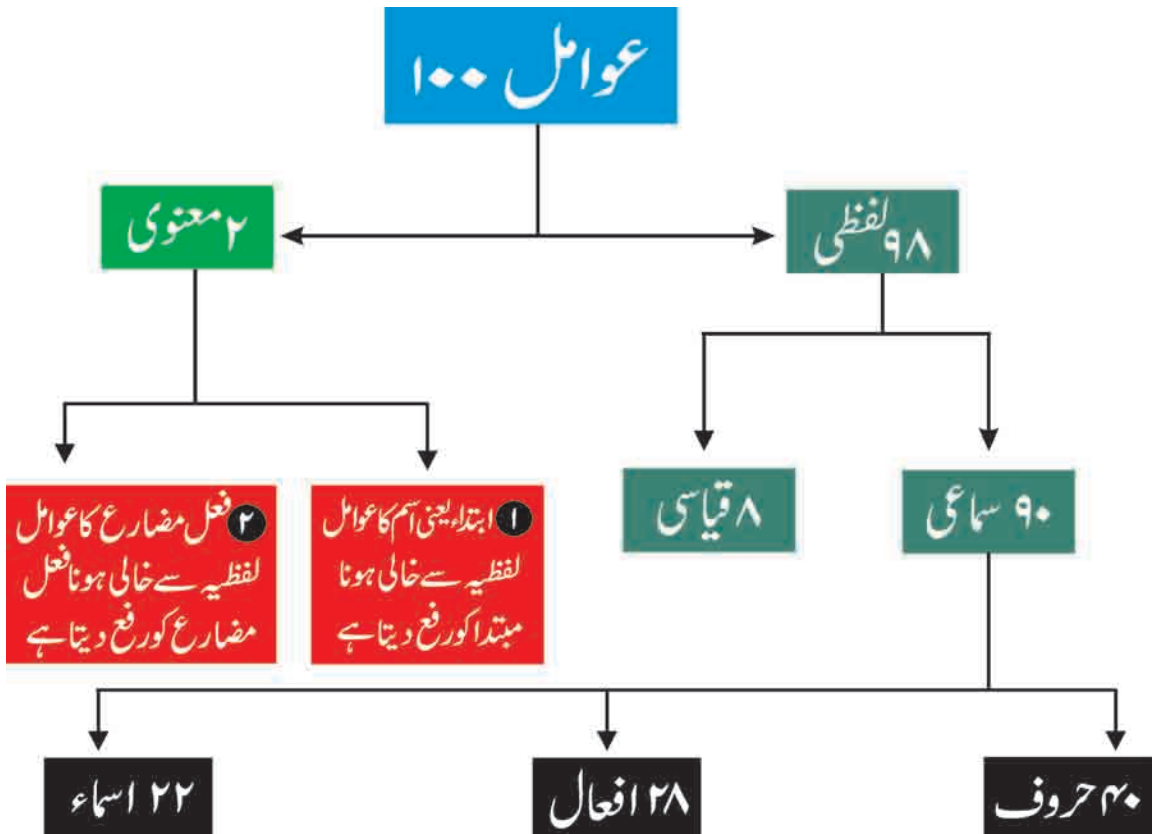 عوامل ۱۰۰
۹۸ لفظی
۲ معنوی
۹۰ سماعی
۸ قیاسی
۱ ابتداء یعنی اسم کا عوامل
لفظیہ سے خالی ہونا
مبتدا کو رفع دیتا ہے
۲ فعل مضارع کا عوامل
لفظیہ سے خالی ہونا فعل
مضارع کو رفع دیتا ہے
۴۰ حروف
۲۸ افعال
۲۲ اسماء